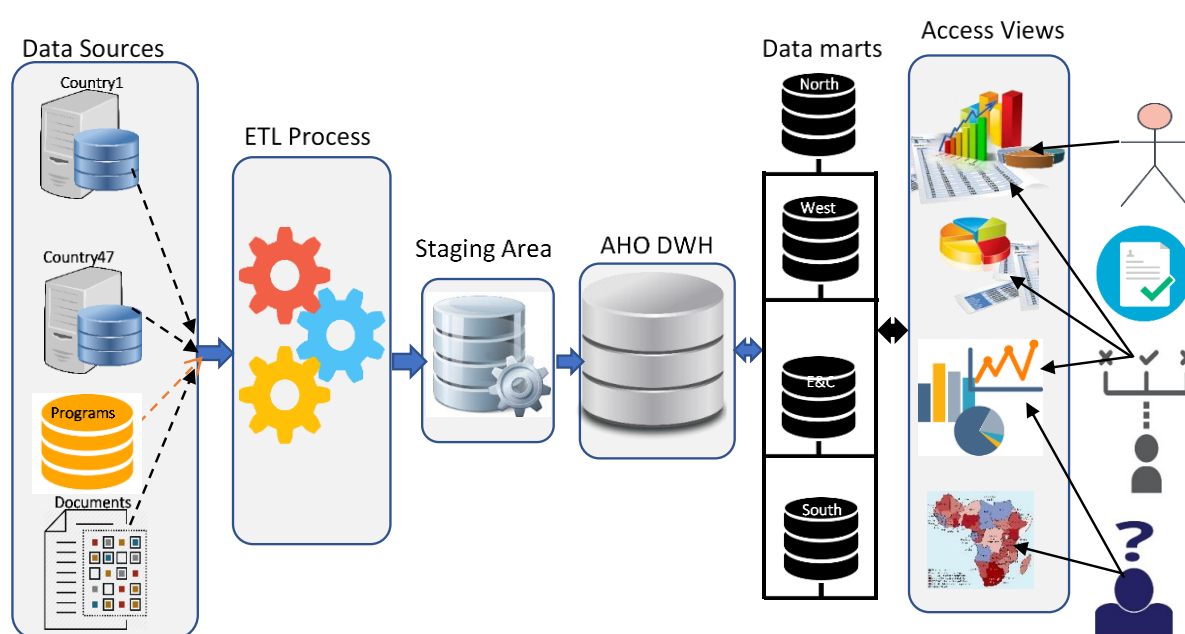 Data Sources
Country1
Country47
Programs
Documents
ETL Process
Staging Area
AHO DWH
Data marts
North
West
E&C
South
Access Views
?